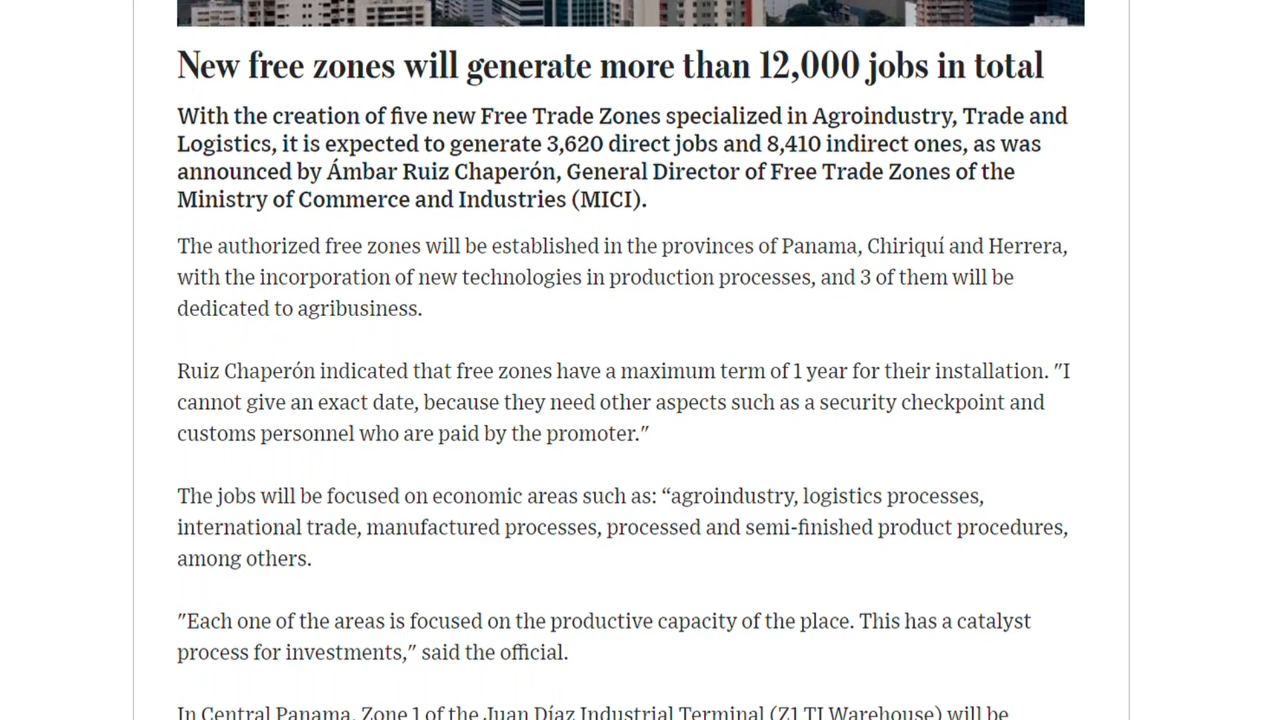 New free zones will generate more than 12,000 jobs in total
With the creation of five new Free Trade Zones specialized in Agroindustry, Trade and
Logistics, it is expected to generate 3,620 direct jobs and 8,410 indirect ones, as was
announced by Ámbar Ruiz Chaperón, General Director of Free Trade Zones of the
Ministry of Commerce and Industries (MICI).
The authorized free zones will be established in the provinces of Panama, Chiriquí and Herrera,
with the incorporation of new technologies in production processes, and 3 of them will be
dedicated to agribusiness.
Ruiz Chaperón indicated that free zones have a maximum term of 1 year for their installation. "I
cannot give an exact date, because they need other aspects such as a security checkpoint and
customs personnel who are paid by the promoter."
The jobs will be focused on economic areas such as: “agroindustry, logistics processes,
international trade, manufactured processes, processed and semi-finished product procedures,
among others.
"Each one of the areas is focused on the productive capacity of the place. This has a catalyst
process for investments," said the official.
In Central Panama, Zone 1 of the Juan Díaz Industrial Terminal (Z1 TI Warehouse) will be